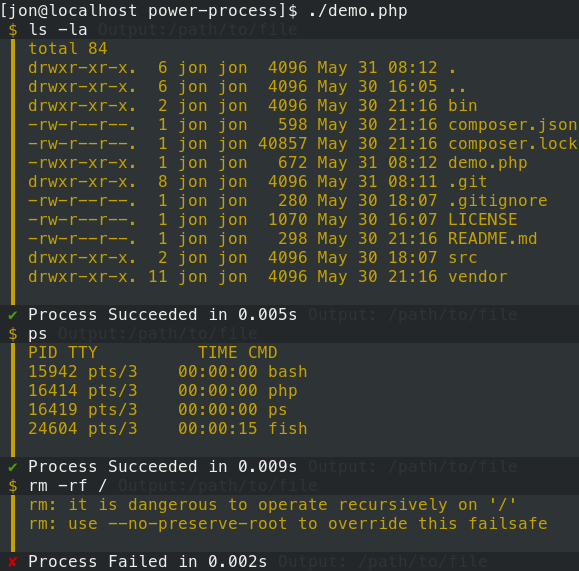 [jon@localhost power-process]$ ./demo.php
$ ls -la Output:/path/to/file
total 84
drwxr-xr-x.  6 jon jon  4096 May 31 08:12 .
drwxr-xr-x.  6 jon jon  4096 May 30 16:05 ..
drwxr-xr-x.  2 jon jon  4096 May 30 21:16 bin
-rw-r--r--.  1 jon jon   598 May 30 21:16 composer.json
-rw-r--r--.  1 jon jon 40857 May 30 21:16 composer.lock
-rwxr-xr-x.  1 jon jon   672 May 31 08:12 demo.php
drwxr-xr-x.  8 jon jon  4096 May 31 08:11 .git
-rw-r--r--.  1 jon jon   280 May 30 18:07 .gitignore
-rw-r--r--.  1 jon jon  1070 May 30 16:07 LICENSE
-rw-r--r--.  1 jon jon   298 May 30 21:16 README.md
drwxr-xr-x.  2 jon jon  4096 May 30 18:07 src
drwxr-xr-x. 11 jon jon  4096 May 30 21:16 vendor
✔ Process Succeeded in 0.005s Output: /path/to/file
$ ps Output:/path/to/file
PID TTY          TIME CMD
15942 pts/3    00:00:00 bash
16414 pts/3    00:00:00 php
16419 pts/3    00:00:00 ps
24604 pts/3    00:00:15 fish
✔ Process Succeeded in 0.009s Output: /path/to/file
$ rm -rf / Output:/path/to/file
rm: it is dangerous to operate recursively on '/'
rm: use --no-preserve-root to override this failsafe
✘ Process Failed in 0.002s Output: /path/to/file